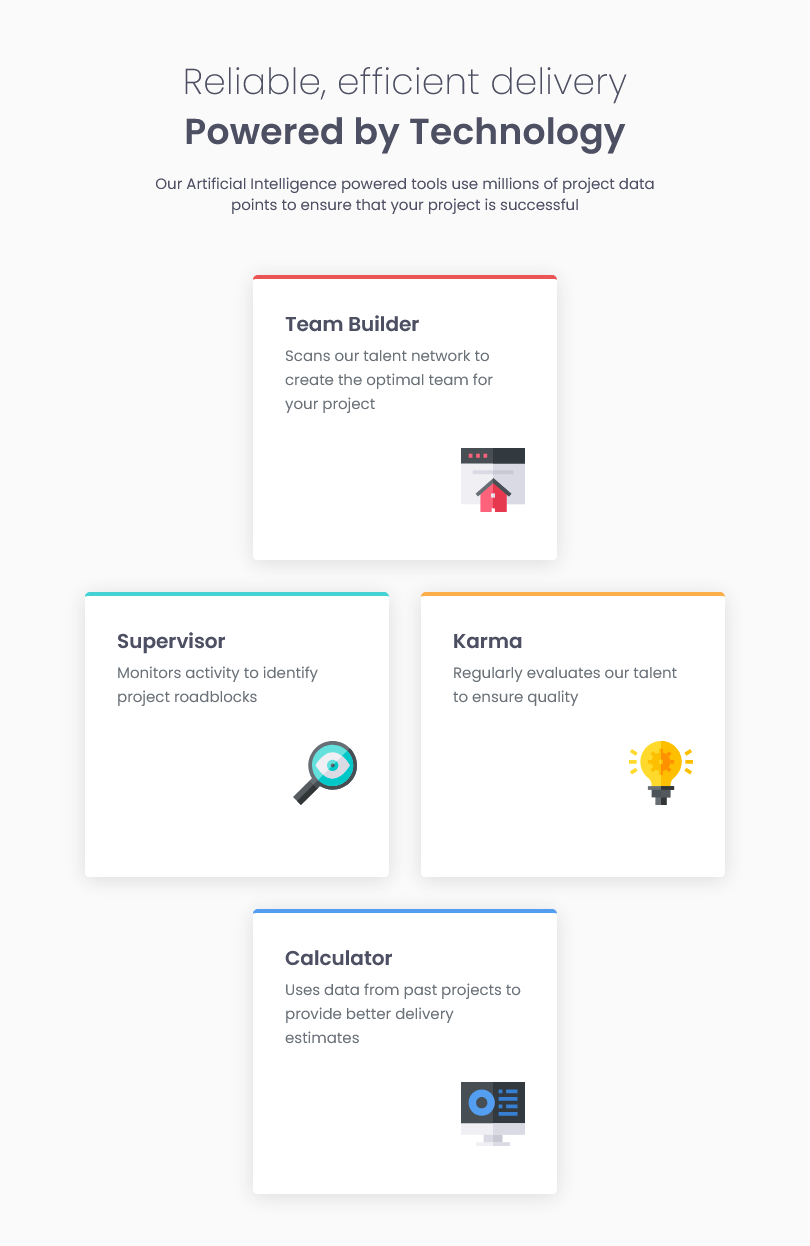 Reliable, efficient delivery
Powered by Technology
Our Artificial Intelligence powered tools use millions of project data
points to ensure that your project is successful
Team Builder
Scans our talent network to
create the optimal team for
your project
Supervisor
Monitors activity to identify
project roadblocks
Karma
Regularly evaluates our talent
to ensure quality
Calculator
Uses data from past projects to
provide better delivery
estimates